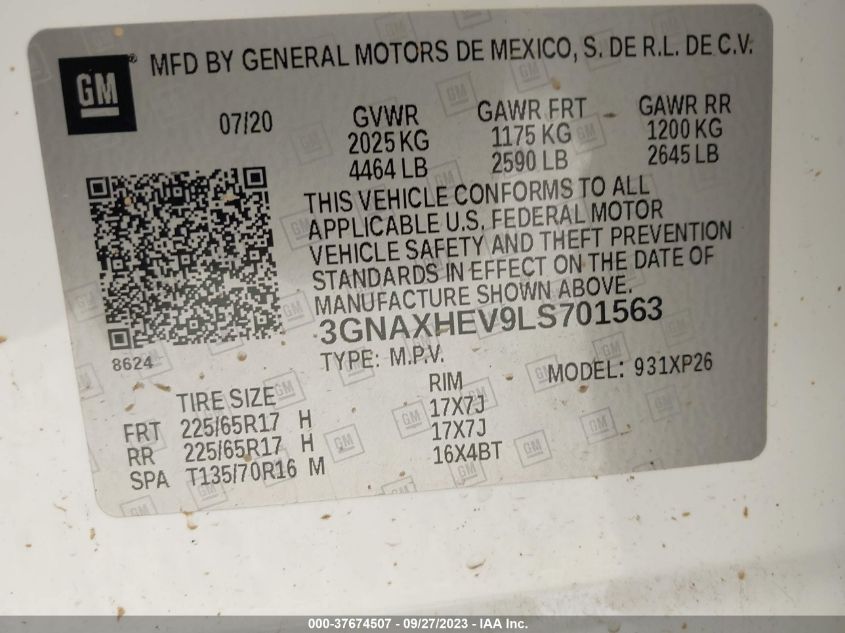 GM
MFD BY GENERAL MOTORS DE MEXICO, S. DE R.L. DE C.V.
07/20
GVWR GAWR FRT GAWR RR
2025 KG 1175 KG 1200 KG
4464 LB 2590 LB 2645 LB
THIS VEHICLE CONFORMS TO ALL
APPLICABLE U.S. FEDERAL MOTOR
VEHICLE SAFETY AND THEFT PREVENTION
STANDARDS IN EFFECT ON THE DATE OF
MANUFACTURE SHOWN ABOVE.
3GNAXHEV9LS701563
8624
TYPE: M.P.V. MODEL: 931XP26
TIRE SIZE RIM
FRT 225/65R17 H 17X7J
RR 225/65R17 H 17X7J
SPA T135/70R16 M 16X4BT
000-37674507 - 09/27/2023 - IAA Inc.